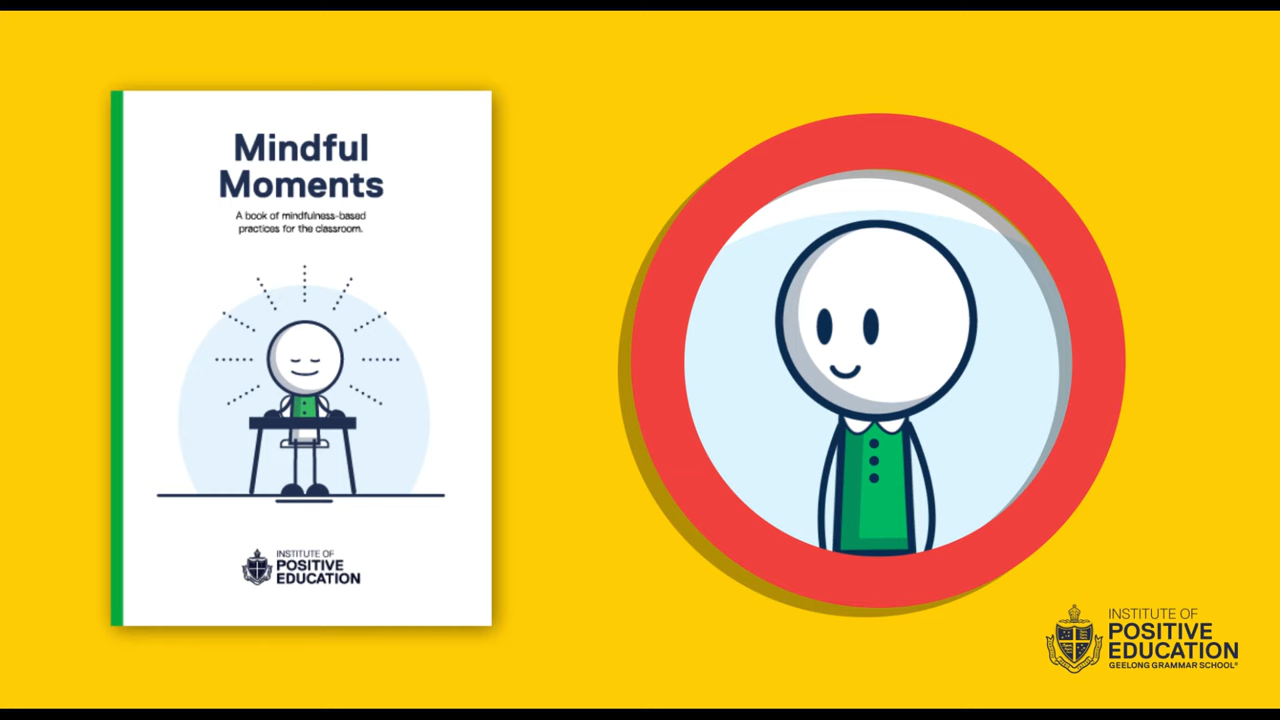 Mindful
Moments
A book of mindfulness-based
practices for the classroom.
INSTITUTE OF
POSITIVE
EDUCATION
INSTITUTE OF
POSITIVE
EDUCATION
GEELONG GRAMMAR SCHOOL®